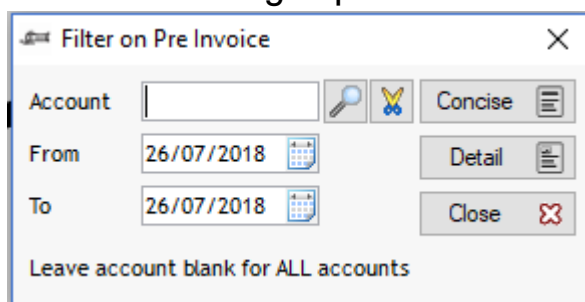 Filter on Pre Invoice
Account Concise
From 26/07/2018 Detail
To 26/07/2018 Close
Leave account blank for ALL accounts